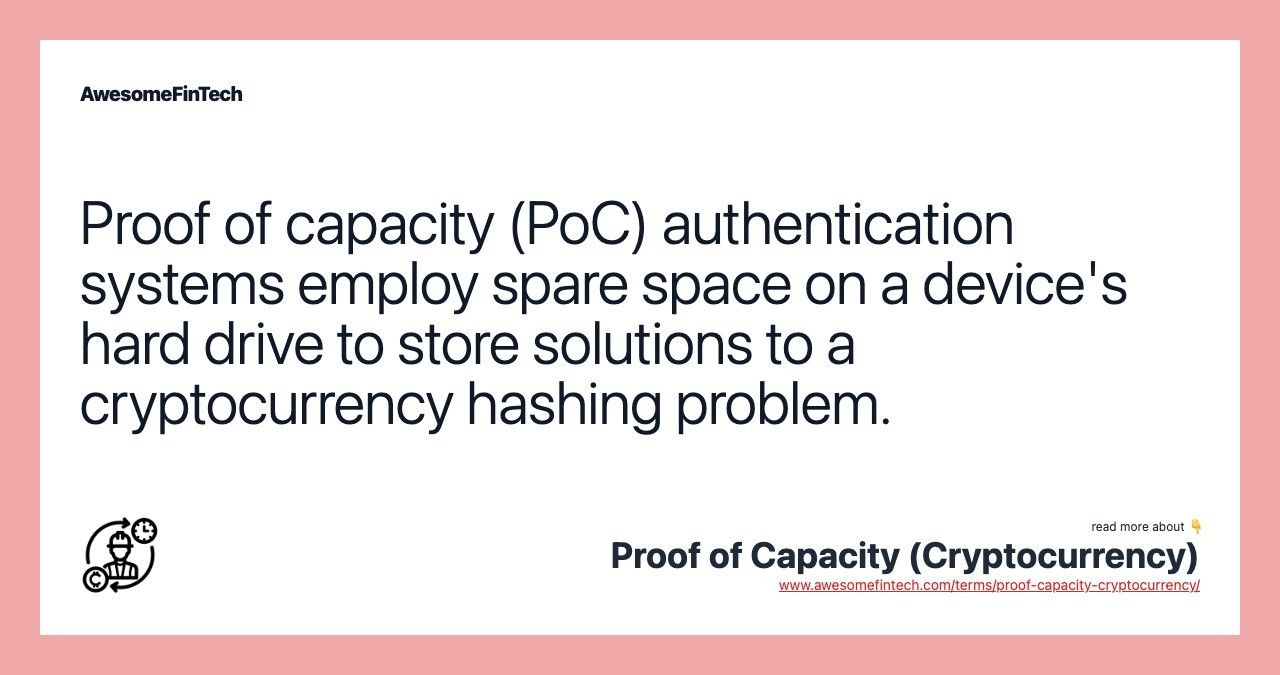 AwesomeFinTech
Proof of capacity (PoC) authentication
systems employ spare space on a device's
hard drive to store solutions to a
cryptocurrency hashing problem.
read more about 👇
Proof of Capacity (Cryptocurrency)
www.awesomefintech.com/terms/proof-capacity-cryptocurrency/